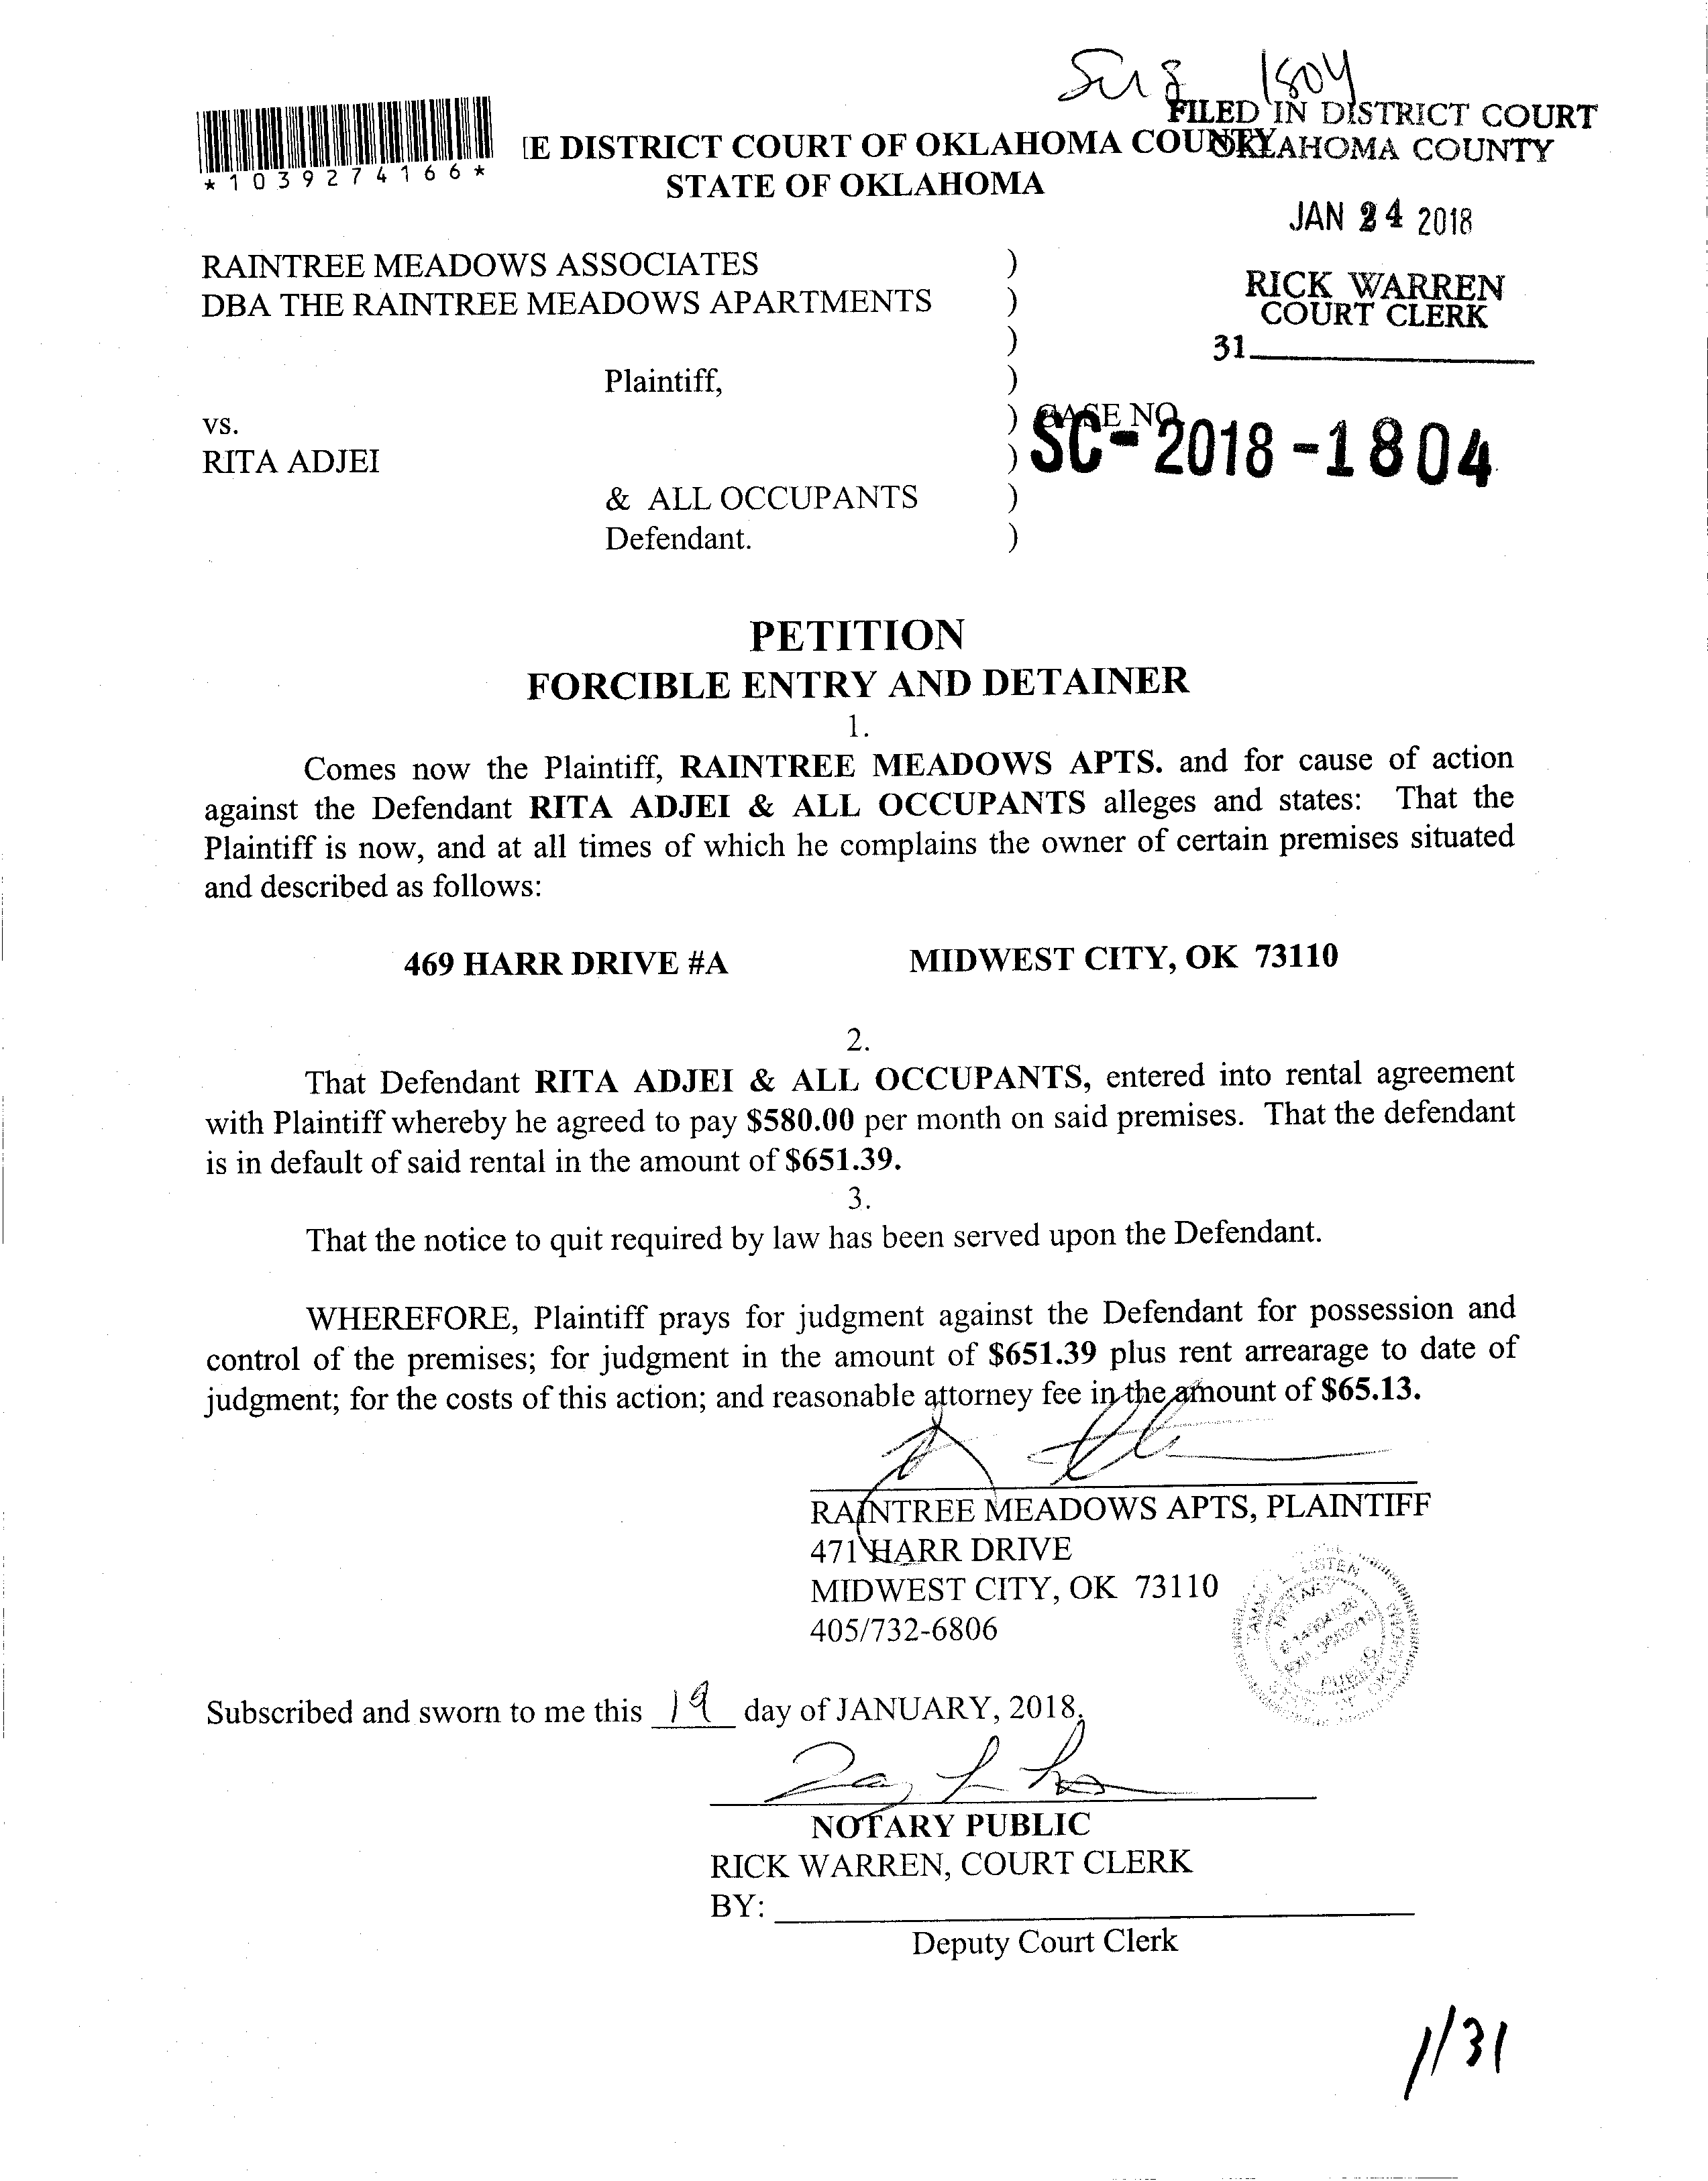 1804
FILED IN DISTRICT COURT
OKLAHOMA COUNTY
*1039274166*
E DISTRICT COURT OF OKLAHOMA COUNTY
STATE OF OKLAHOMA
JAN 24 2018
RAINTREE MEADOWS ASSOCIATES )
DBA THE RAINTREE MEADOWS APARTMENTS )
)
RICK WARREN
COURT CLERK
31
Plaintiff, )
vs. ) CASE NO
SC-2018-1804
RITA ADJEI )
& ALL OCCUPANTS )
Defendant. )
PETITION
FORCIBLE ENTRY AND DETAINER
1.
Comes now the Plaintiff, RAINTREE MEADOWS APTS. and for cause of action
against the Defendant RITA ADJEI & ALL OCCUPANTS alleges and states: That the
Plaintiff is now, and at all times of which he complains the owner of certain premises situated
and described as follows:
469 HARR DRIVE #A MIDWEST CITY, OK 73110
2.
That Defendant RITA ADJEI & ALL OCCUPANTS, entered into rental agreement
with Plaintiff whereby he agreed to pay $580.00 per month on said premises. That the defendant
is in default of said rental in the amount of $651.39.
3.
That the notice to quit required by law has been served upon the Defendant.
WHEREFORE, Plaintiff prays for judgment against the Defendant for possession and
control of the premises; for judgment in the amount of $651.39 plus rent arrearage to date of
judgment; for the costs of this action; and reasonable attorney fee in the amount of $65.13.
RAINTREE MEADOWS APTS, PLAINTIFF
471 HARR DRIVE
MIDWEST CITY, OK 73110
405/732-6806
NOTARY
PUBLIC
OKLAHOMA
Subscribed and sworn to me this 19 day of JANUARY, 2018.
NOTARY PUBLIC
RICK WARREN, COURT CLERK
BY:
Deputy Court Clerk
1/31